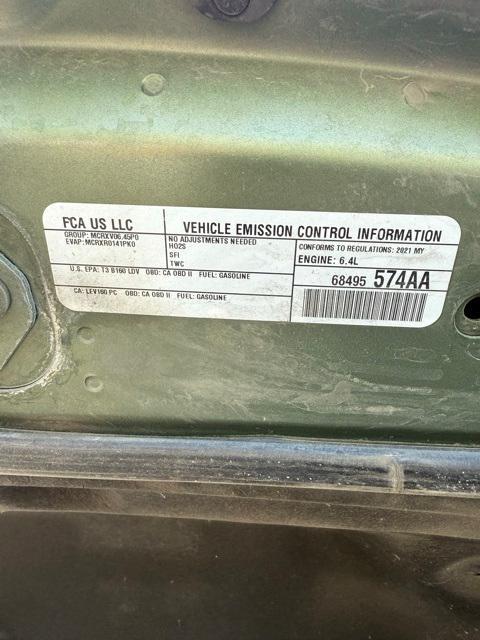 FCA US LLC
VEHICLE EMISSION CONTROL INFORMATION
GROUP: MCRXV06.45P0
EVAP: MCRXR0141PK0
NO ADJUSTMENTS NEEDED
HO2S
SFI
TWC
CONFORMS TO REGULATIONS: 2021 MY
ENGINE: 6.4L
U.S. EPA: T3 B160 LDV OBD: CA OBD II FUEL: GASOLINE
68495 574AA
CA: LEV160 PC OBD: CA OBD II FUEL: GASOLINE